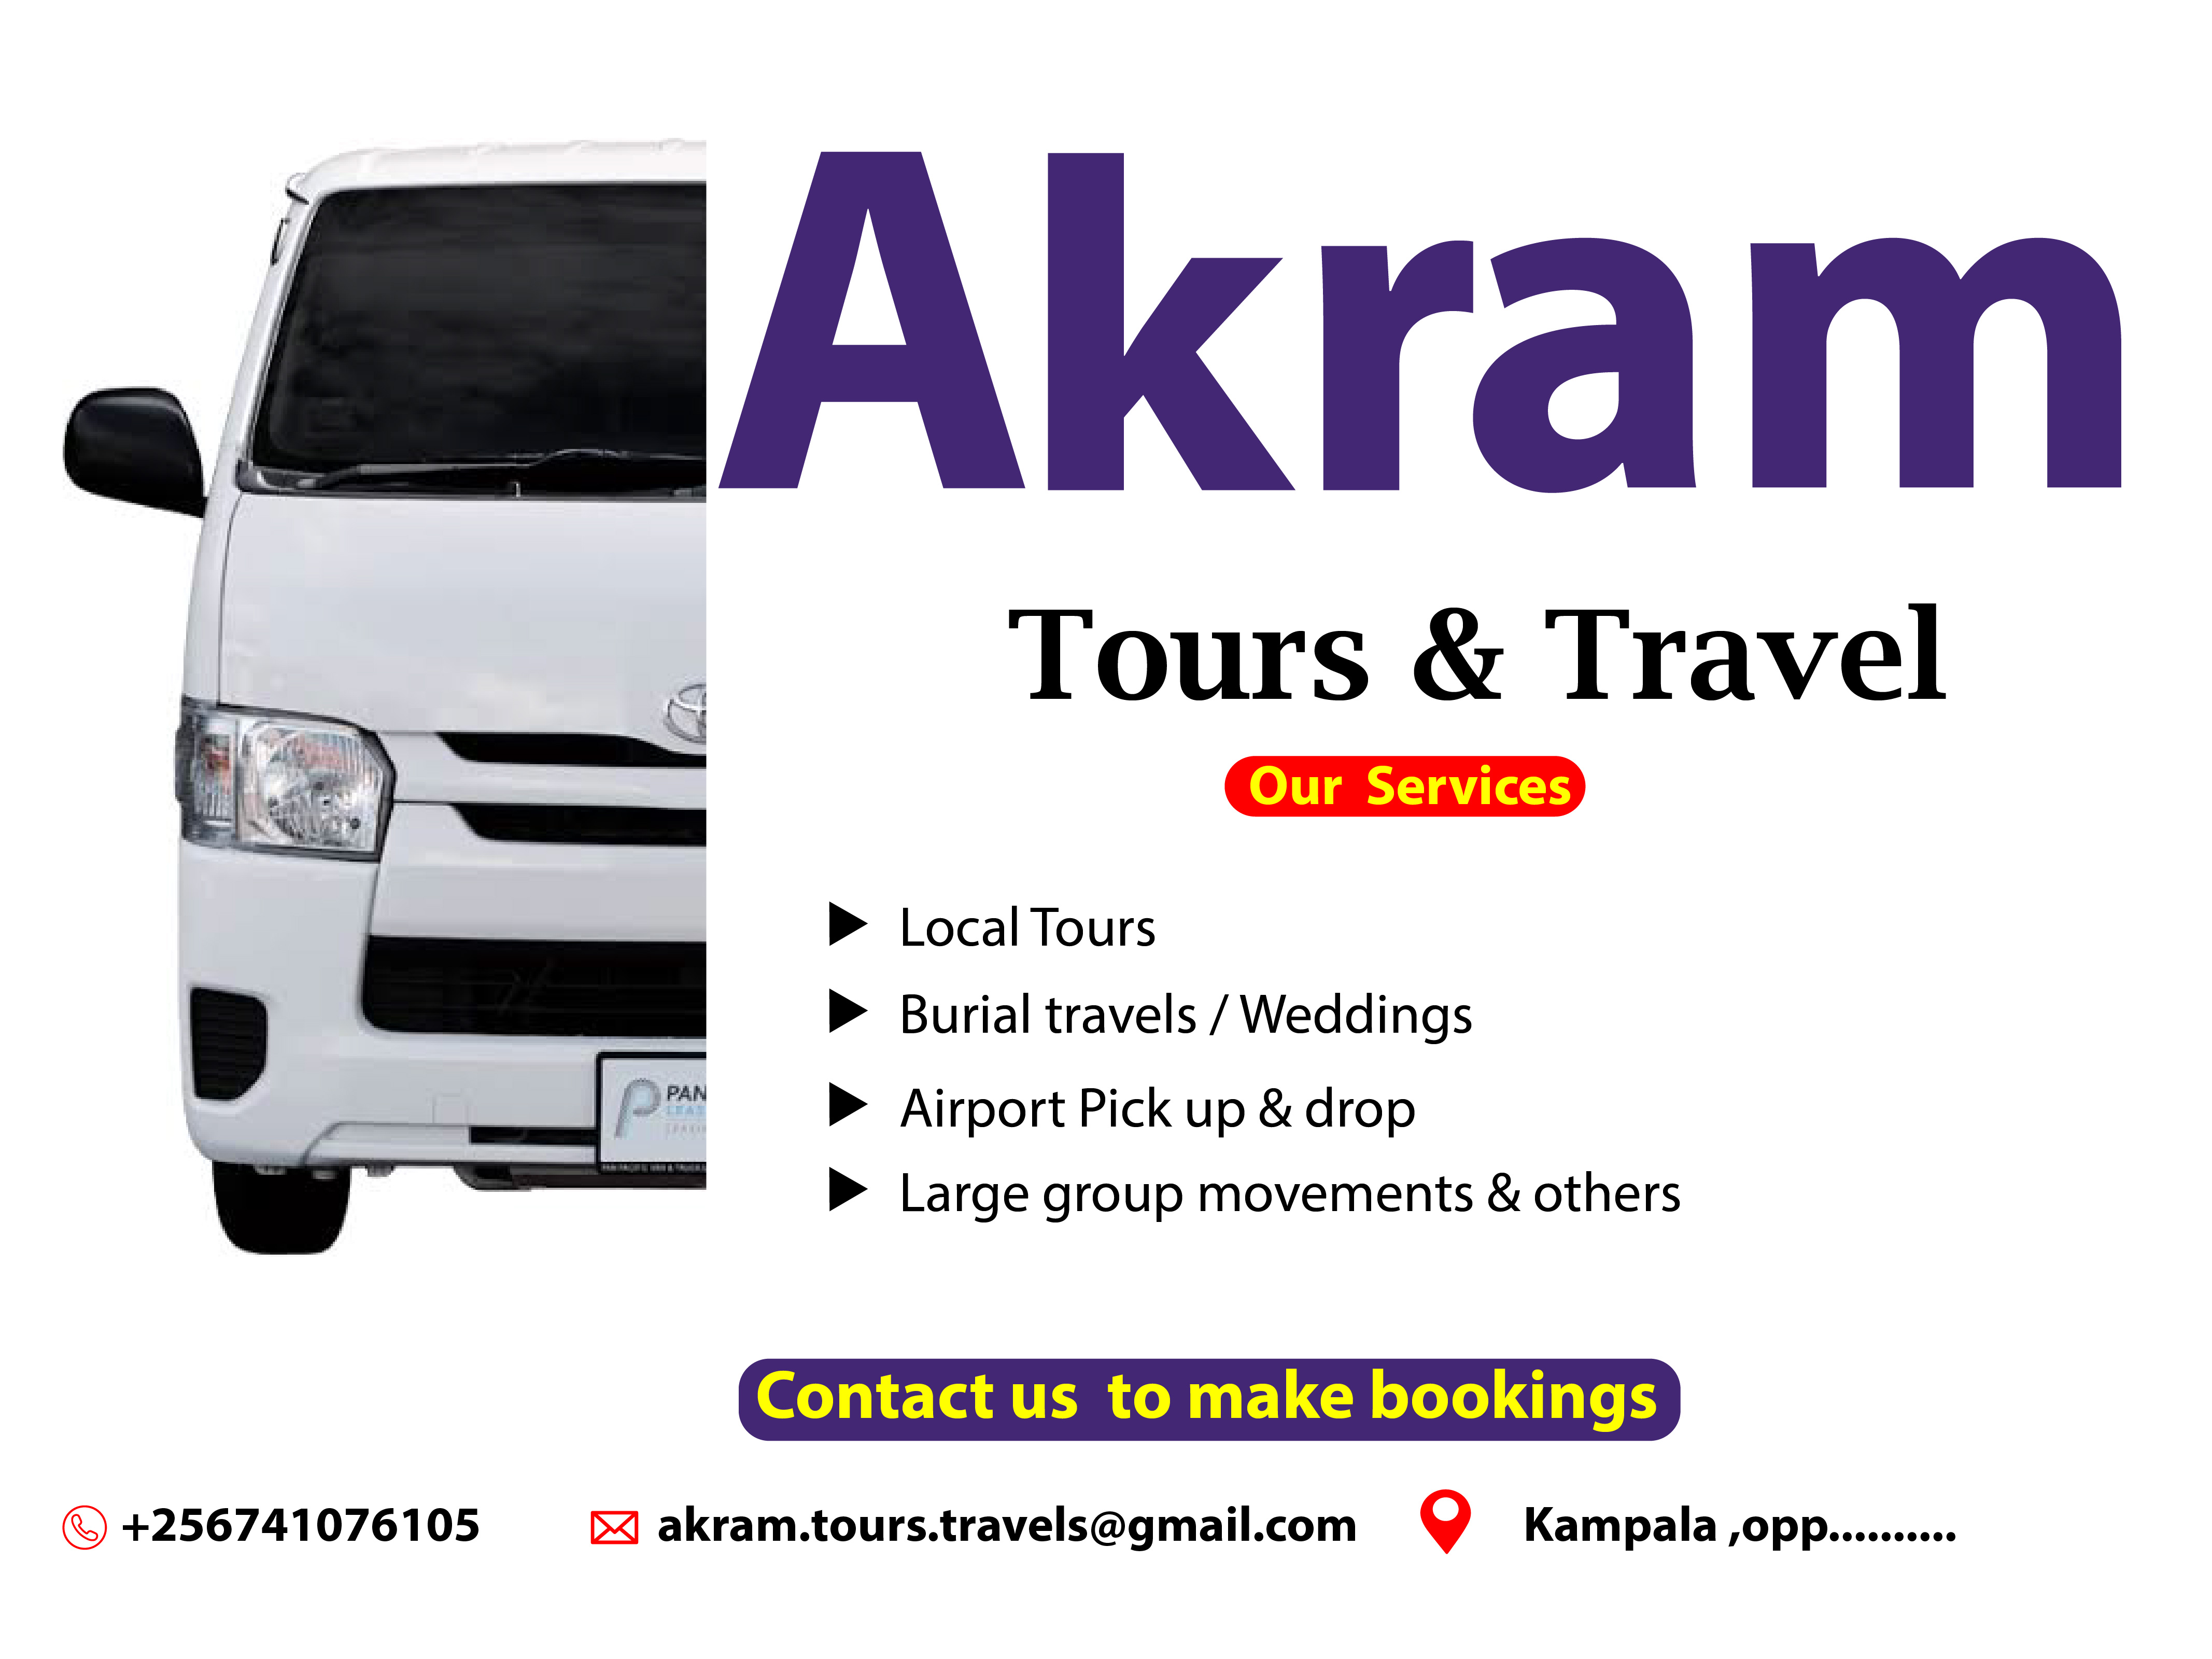 Akram
Tours & Travel
Our Services
Local Tours
Burial travels / Weddings
Airport Pick up & drop
Large group movements & others
PAN
Contact us to make bookings
+256741076105
akram.tours.travels@gmail.com
Kampala ,opp..........